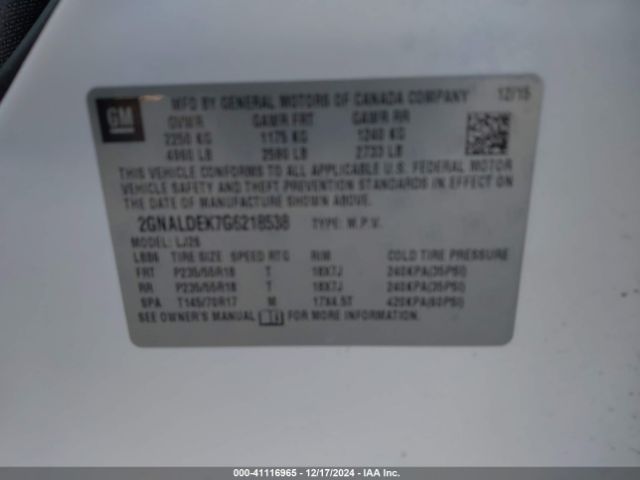 GM
MFD BY GENERAL MOTORS OF CANADA COMPANY 12/15
GVWR GAWR FRT GAWR RR
2250 KG 1175 KG 1240 KG
4960 LB 2590 LB 2733 LB
THIS VEHICLE CONFORMS TO ALL APPLICABLE U.S. FEDERAL MOTOR
VEHICLE SAFETY AND THEFT PREVENTION STANDARDS IN EFFECT ON
THE DATE OF MANUFACTURE SHOWN ABOVE.
2GNALDEK7G6218538 TYPE: M.P.V.
MODEL: LJ26
TIRE SIZE SPEED RTG RIM COLD TIRE PRESSURE
FRT P235/55R18 T 18X7J 240KPA(35PSI)
RR P235/55R18 T 18X7J 240KPA(35PSI)
SPA T145/70R17 M 17X4.5T 420KPA(60PSI)
SEE OWNER'S MANUAL FOR MORE INFORMATION
000-41116965 - 12/17/2024 - IAA Inc.